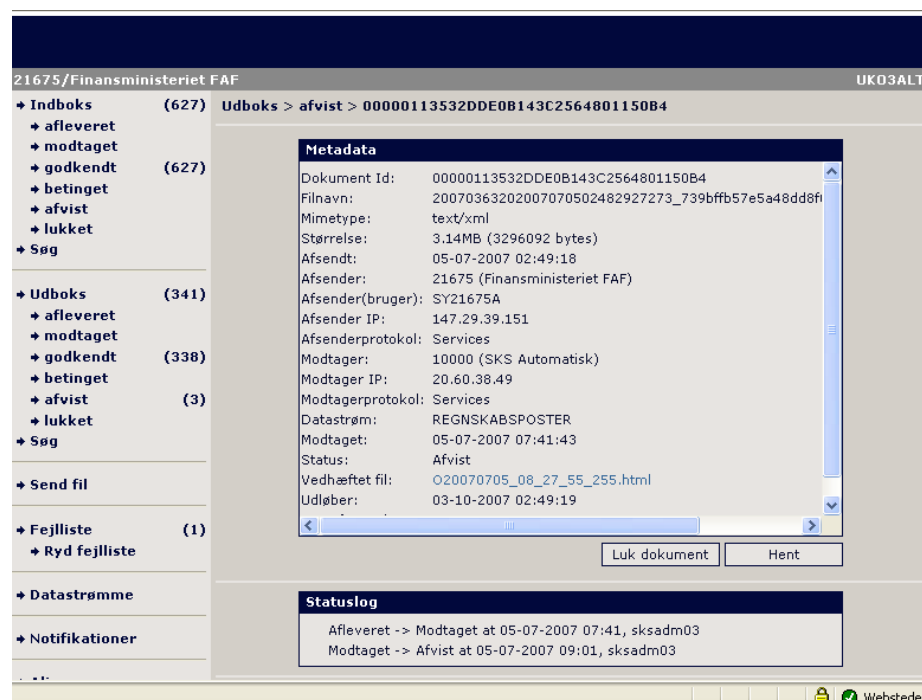 21675/Finansministeriet FAF UKO3ALT
Indboks (627)
afleveret
modtaget
godkendt (627)
betinget
afvist
lukket
Søg
Udboks (341)
afleveret
modtaget
godkendt (338)
betinget
afvist (3)
lukket
Søg
Send fil
Fejlliste (1)
Ryd fejlliste
Datastrømme
Notifikationer
Udboks > afvist > 00000113532DDE0B143C2564801150B4
Metadata
Dokument Id: 00000113532DDE0B143C2564801150B4
Filnavn: 20070363202007070502482927273_739bffb57e5a48dd8f
Mimetype: text/xml
Størrelse: 3.14MB (3296092 bytes)
Afsendt: 05-07-2007 02:49:18
Afsender: 21675 (Finansministeriet FAF)
Afsender(bruger): SY21675A
Afsender IP: 147.29.39.151
Afsenderprotokol: Services
Modtager: 10000 (SKS Automatisk)
Modtager IP: 20.60.38.49
Modtagerprotokol: Services
Datastrøm: REGNSKABSPOSTER
Modtaget: 05-07-2007 07:41:43
Status: Afvist
Vedhæftet fil: O20070705_08_27_55_255.html
Udløber: 03-10-2007 02:49:19
Luk dokument Hent
Statuslog
Afleveret -> Modtaget at 05-07-2007 07:41, sksadm03
Modtaget -> Afvist at 05-07-2007 09:01, sksadm03
Webstede